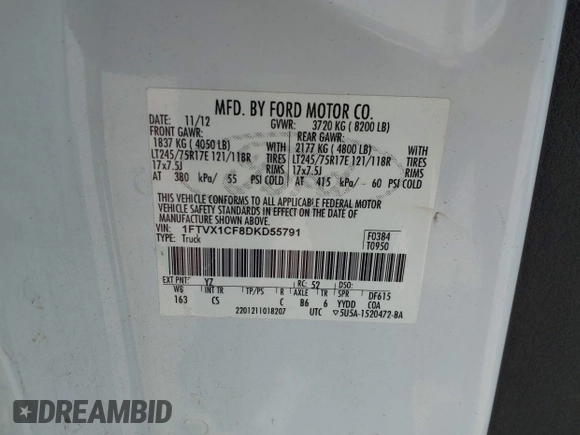 MFD. BY FORD MOTOR CO.
DATE: 11/12 GVWR: 3720 KG ( 8200 LB)
FRONT GAWR: REAR GAWR:
1837 KG ( 4050 LB) 2177 KG ( 4800 LB)
LT245/75R17E 121/118R TIRES LT245/75R17E 121/118R TIRES
17x7.5J RIMS 17x7.5J RIMS
AT 380 kPa/ 55 PSI COLD AT 415 kPa/ 60 PSI COLD
THIS VEHICLE CONFORMS TO ALL APPLICABLE FEDERAL MOTOR
VEHICLE SAFETY STANDARDS IN EFFECT ON THE DATE OF
MANUFACTURE SHOWN ABOVE.
VIN: 1FTVX1CF8DKD55791 F0384
TYPE: Truck T0950
EXT PNT: YZ RC: 52 DSO:
WB INT TR TP/PS R AXLE TR SPR DF615
163 CS C B6 6 YYDD COA
2201211018207 UTC ▽5U5A-1520472-BA
DREAMBID